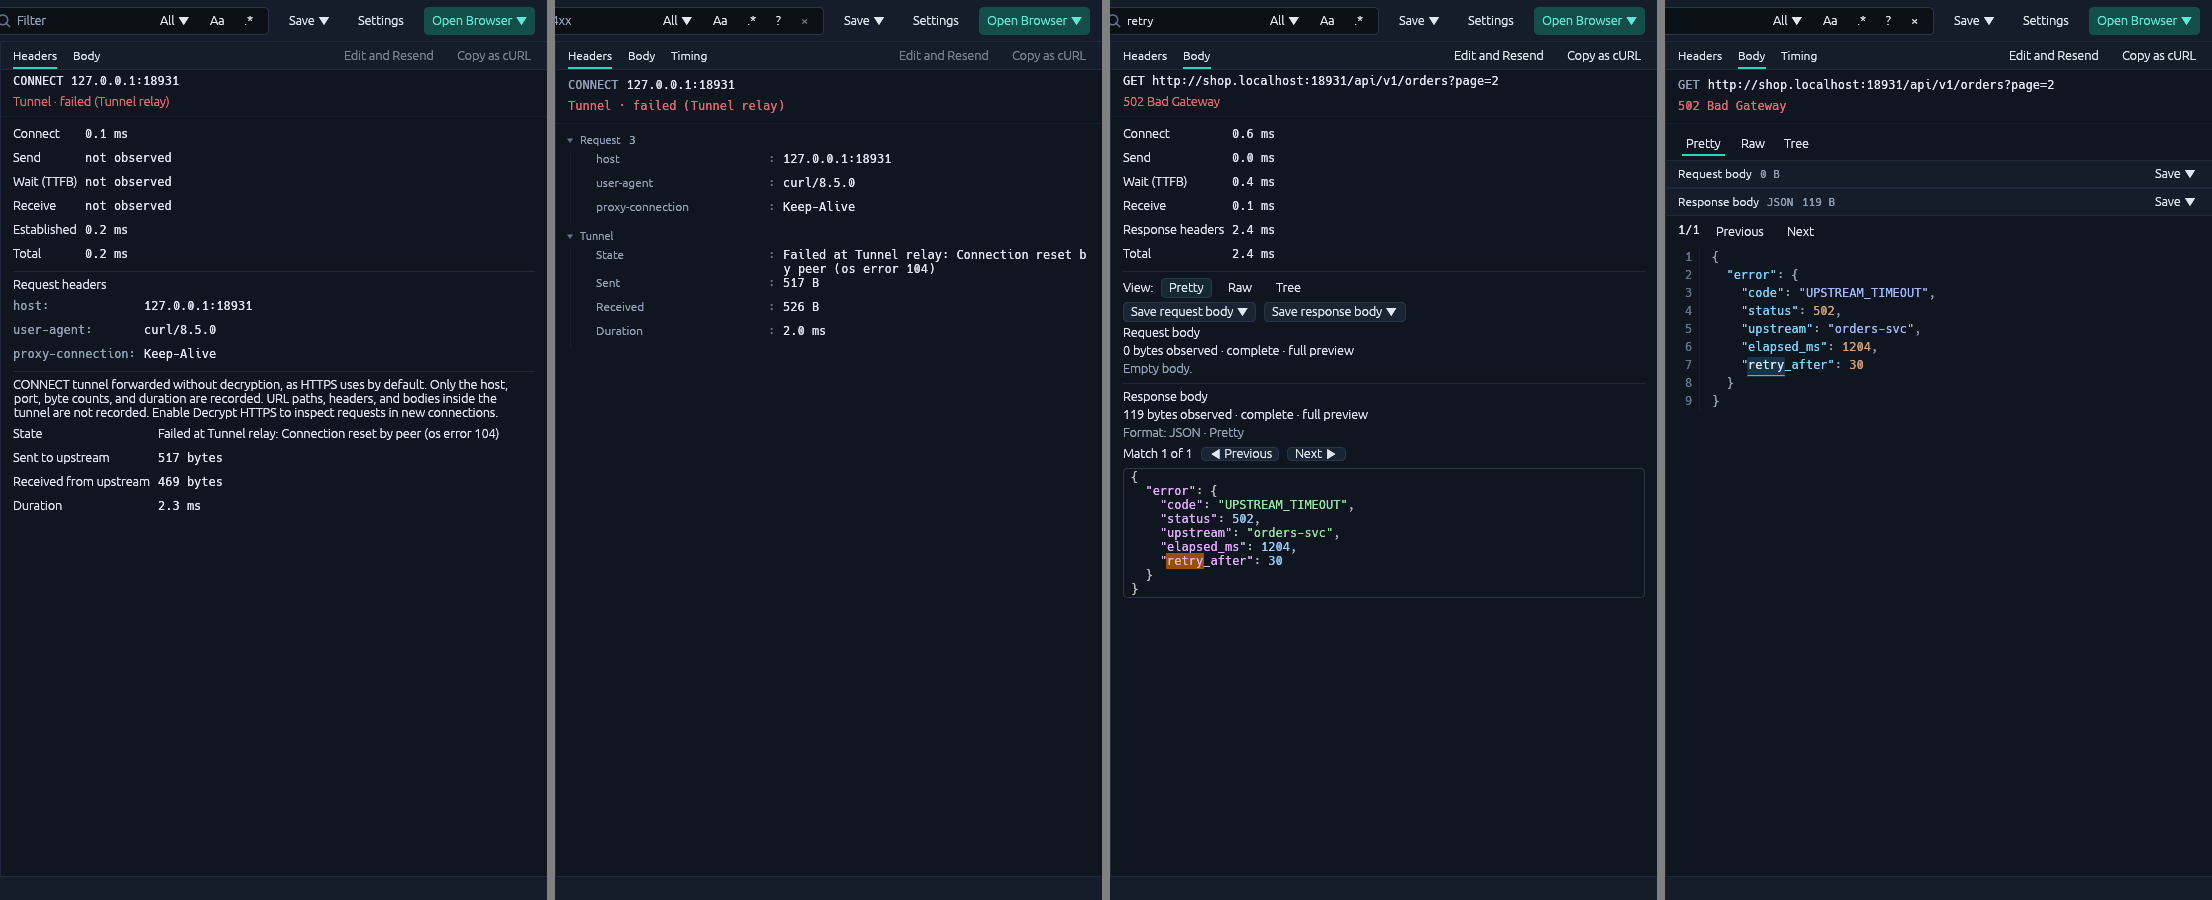 Filter All ▼ Aa .* Save ▼ Settings Open Browser ▼
Headers Body Edit and Resend Copy as cURL
CONNECT 127.0.0.1:18931
Tunnel · failed (Tunnel relay)
Connect 0.1 ms
Send not observed
Wait (TTFB) not observed
Receive not observed
Established 0.2 ms
Total 0.2 ms
Request headers
host: 127.0.0.1:18931
user-agent: curl/8.5.0
proxy-connection: Keep-Alive
CONNECT tunnel forwarded without decryption, as HTTPS uses by default. Only the host,
port, byte counts, and duration are recorded. URL paths, headers, and bodies inside the
tunnel are not recorded. Enable Decrypt HTTPS to inspect requests in new connections.
State Failed at Tunnel relay: Connection reset by peer (os error 104)
Sent to upstream 517 bytes
Received from upstream 469 bytes
Duration 2.3 ms
4xx All ▼ Aa .* ? × Save ▼ Settings Open Browser ▼
Headers Body Timing Edit and Resend Copy as cURL
CONNECT 127.0.0.1:18931
Tunnel · failed (Tunnel relay)
▼ Request 3
host : 127.0.0.1:18931
user-agent : curl/8.5.0
proxy-connection : Keep-Alive
▼ Tunnel
State : Failed at Tunnel relay: Connection reset b
y peer (os error 104)
Sent : 517 B
Received : 526 B
Duration : 2.0 ms
retry All ▼ Aa .* Save ▼ Settings Open Browser ▼
Headers Body Edit and Resend Copy as cURL
GET http://shop.localhost:18931/api/v1/orders?page=2
502 Bad Gateway
Connect 0.6 ms
Send 0.0 ms
Wait (TTFB) 0.4 ms
Receive 0.1 ms
Response headers 2.4 ms
Total 2.4 ms
View: Pretty Raw Tree
Save request body ▼ Save response body ▼
Request body
0 bytes observed · complete · full preview
Empty body.
Response body
119 bytes observed · complete · full preview
Format: JSON · Pretty
Match 1 of 1 ◀ Previous Next ▶
{
"error": {
"code": "UPSTREAM_TIMEOUT",
"status": 502,
"upstream": "orders-svc",
"elapsed_ms": 1204,
"retry_after": 30
}
}
All ▼ Aa .* ? × Save ▼ Settings Open Browser ▼
Headers Body Timing Edit and Resend Copy as cURL
GET http://shop.localhost:18931/api/v1/orders?page=2
502 Bad Gateway
Pretty Raw Tree
Request body 0 B Save ▼
Response body JSON 119 B Save ▼
1/1 Previous Next
1 {
2 "error": {
3 "code": "UPSTREAM_TIMEOUT",
4 "status": 502,
5 "upstream": "orders-svc",
6 "elapsed_ms": 1204,
7 "retry_after": 30
8 }
9 }